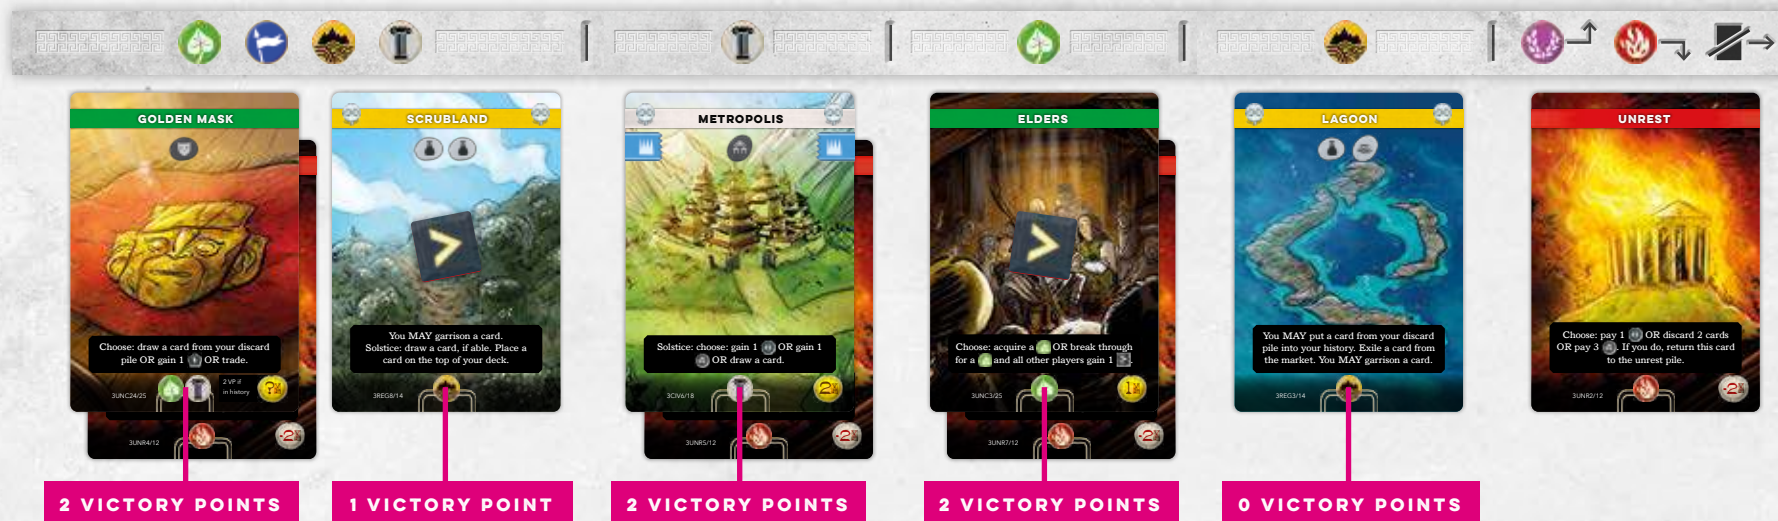 GOLDEN MASK
Choose: draw a card from your discard
pile OR gain 1 OR trade.
3UNC24/25
2 VP if
in history
?
3UNR4/12
-2
2 VICTORY POINTS
SCRUBLAND
>
You MAY garrison a card.
Solstice: draw a card, if able. Place a
card on the top of your deck.
3REG8/14
1 VICTORY POINT
METROPOLIS
Solstice: choose: gain 1 OR gain 1
OR draw a card.
3CIV6/18
2
3UNR5/12
-2
2 VICTORY POINTS
ELDERS
>
Choose: acquire a OR break through
for a and all other players gain 1 >.
3UNC3/25
1
3UNR7/12
-2
2 VICTORY POINTS
LAGOON
You MAY put a card from your discard
pile into your history. Exile a card from
the market. You MAY garrison a card.
3REG3/14
0 VICTORY POINTS
UNREST
Choose: pay 1 OR discard 2 cards
OR pay 3 . If you do, return this card
to the unrest pile.
3UNR2/12
-2